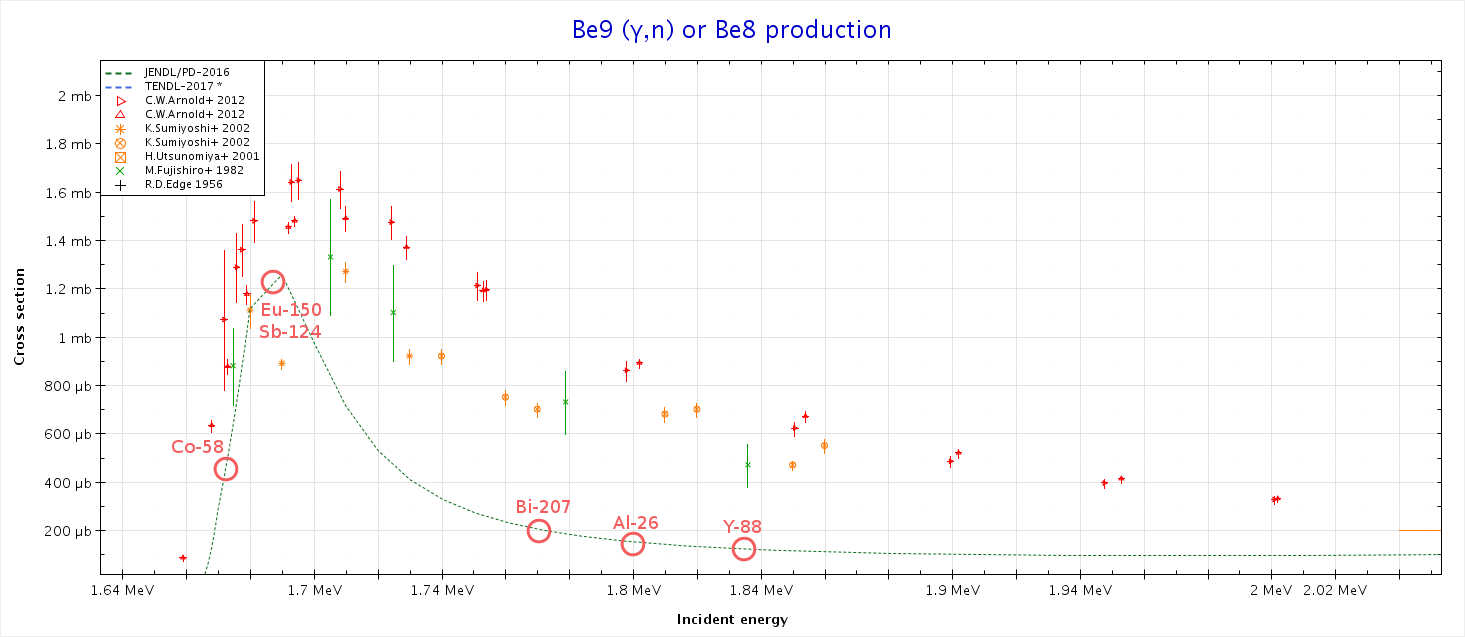 Be9 (γ,n) or Be8 production
JENDL/PD-2016
TENDL-2017 *
C.W.Arnold+ 2012
C.W.Arnold+ 2012
K.Sumiyoshi+ 2002
K.Sumiyoshi+ 2002
H.Utsunomiya+ 2001
M.Fujishiro+ 1982
R.D.Edge 1956
Cross section
2 mb
1.8 mb
1.6 mb
1.4 mb
1.2 mb
1 mb
800 μb
600 μb
400 μb
200 μb
Eu-150
Sb-124
Co-58
Bi-207
Al-26
Y-88
1.64 MeV 1.7 MeV 1.74 MeV 1.8 MeV 1.84 MeV 1.9 MeV 1.94 MeV 2 MeV 2.02 MeV
Incident energy